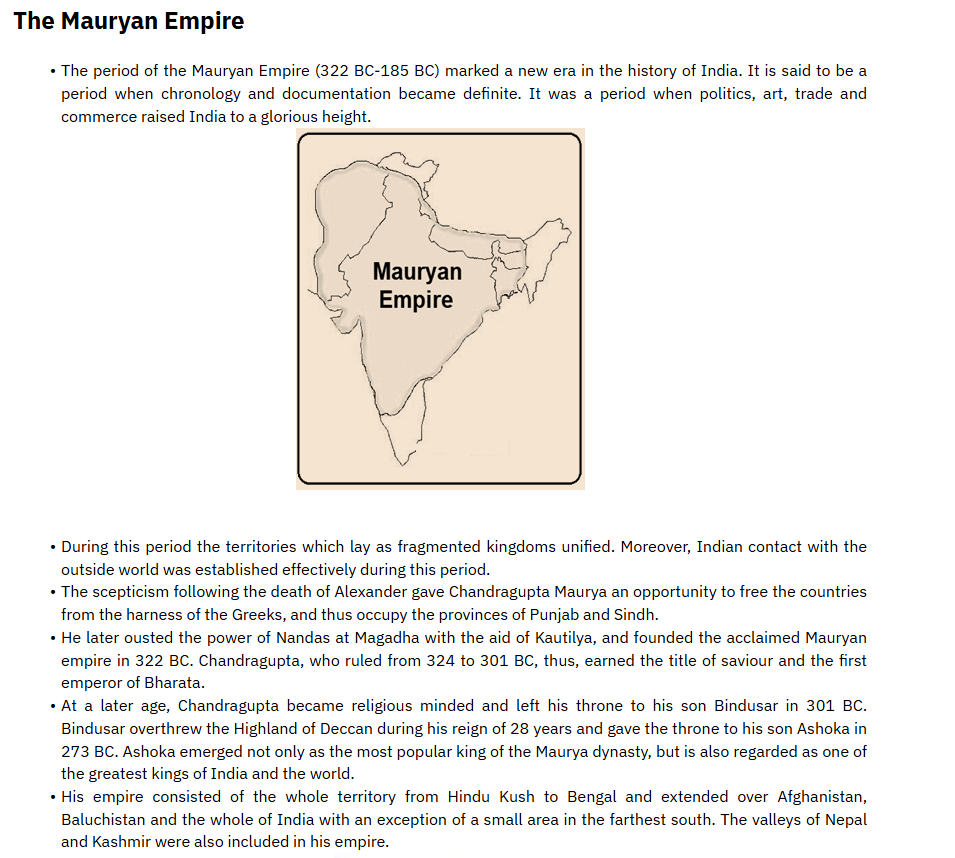 The Mauryan Empire
• The period of the Mauryan Empire (322 BC-185 BC) marked a new era in the history of India. It is said to be a
period when chronology and documentation became definite. It was a period when politics, art, trade and
commerce raised India to a glorious height.
Mauryan
Empire
• During this period the territories which lay as fragmented kingdoms unified. Moreover, Indian contact with the
outside world was established effectively during this period.
• The scepticism following the death of Alexander gave Chandragupta Maurya an opportunity to free the countries
from the harness of the Greeks, and thus occupy the provinces of Punjab and Sindh.
• He later ousted the power of Nandas at Magadha with the aid of Kautilya, and founded the acclaimed Mauryan
empire in 322 BC. Chandragupta, who ruled from 324 to 301 BC, thus, earned the title of saviour and the first
emperor of Bharata.
• At a later age, Chandragupta became religious minded and left his throne to his son Bindusar in 301 BC.
Bindusar overthrew the Highland of Deccan during his reign of 28 years and gave the throne to his son Ashoka in
273 BC. Ashoka emerged not only as the most popular king of the Maurya dynasty, but is also regarded as one of
the greatest kings of India and the world.
• His empire consisted of the whole territory from Hindu Kush to Bengal and extended over Afghanistan,
Baluchistan and the whole of India with an exception of a small area in the farthest south. The valleys of Nepal
and Kashmir were also included in his empire.